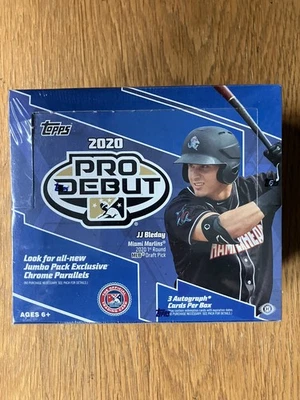 Topps
2020
PRO
DEBUT
JJ Bleday
Miami Marlins®
2020 1st Round
MLB® Draft Pick
Look for all-new
Jumbo Pack Exclusive
Chrome Parallels
3 Autograph
Cards Per Box
AGES 6+